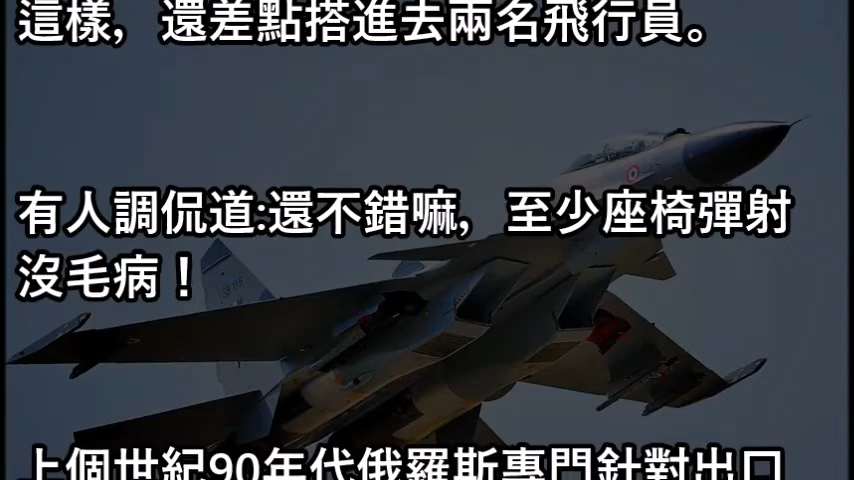 這樣，還差點搭進去兩名飛行員。
有人調侃道:還不錯嘛，至少座椅彈射
沒毛病！
上個世紀90年代俄羅斯專門針對出口